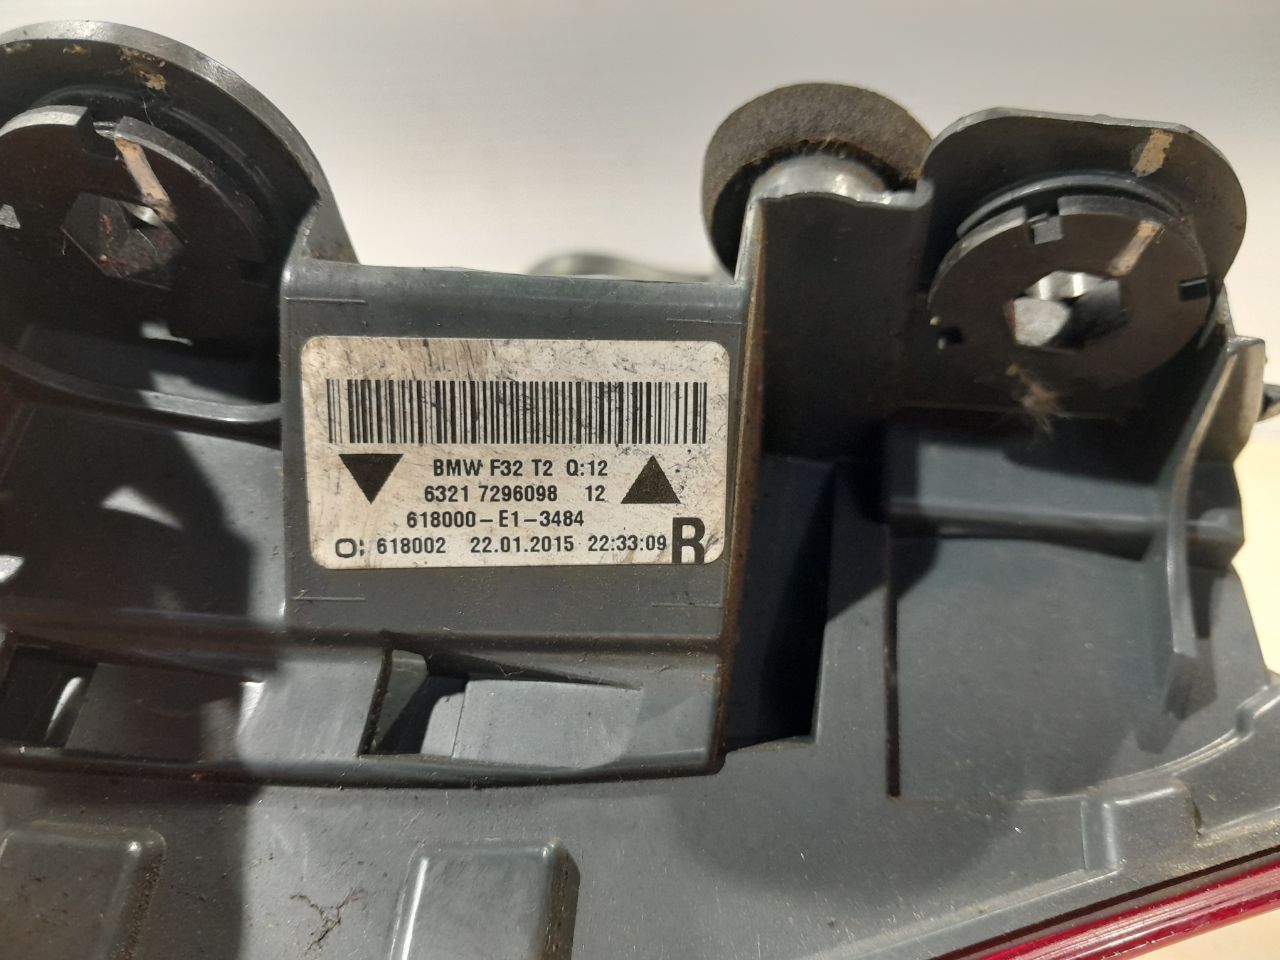 BMW F32 T2 Q:12
6321 7296098 12
618000-E1-3484
O: 618002 22.01.2015 22:33:09 R